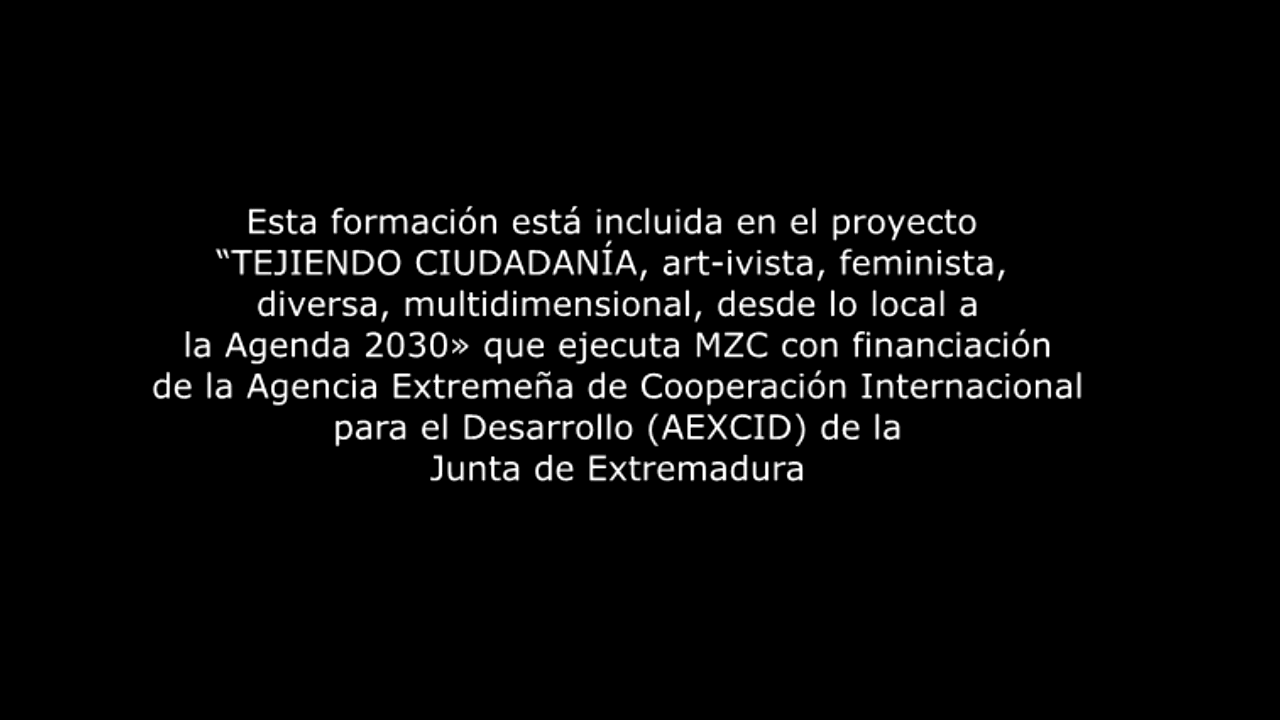 Esta formación está incluida en el proyecto
“TEJIENDO CIUDADANÍA, art-ivista, feminista,
diversa, multidimensional, desde lo local a
la Agenda 2030» que ejecuta MZC con financiación
de la Agencia Extremeña de Cooperación Internacional
para el Desarrollo (AEXCID) de la
Junta de Extremadura